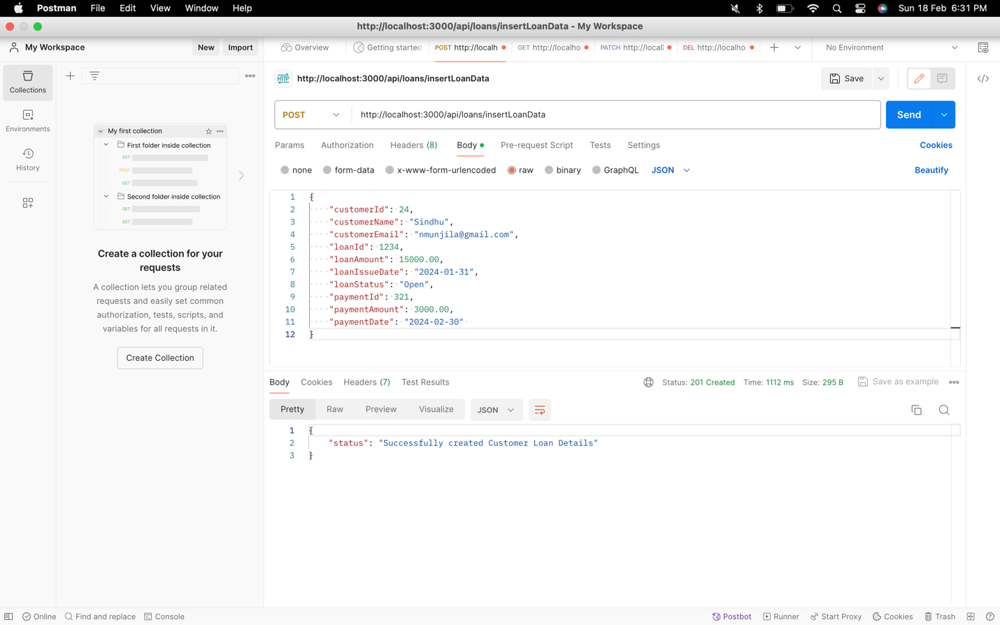 Postman File Edit View Window Help Sun 18 Feb 6:31 PM
http://localhost:3000/api/loans/insertLoanData - My Workspace
My Workspace New Import Overview Getting started POST http://localh GET http://localho PATCH http://locall DEL http://localho No Environment
Collections
Environments
History
My first collection
First folder inside collection
GET
POST
GET
Second folder inside collection
GET
GET
Create a collection for your
requests
A collection lets you group related
requests and easily set common
authorization, tests, scripts, and
variables for all requests in it.
Create Collection
HTTP http://localhost:3000/api/loans/insertLoanData Save </>
POST http://localhost:3000/api/loans/insertLoanData Send
Params Authorization Headers (8) Body Pre-request Script Tests Settings Cookies
none form-data x-www-form-urlencoded raw binary GraphQL JSON Beautify
1 {
2 "customerId": 24,
3 "customerName": "Sindhu",
4 "customerEmail": "nmunjila@gmail.com",
5 "loanId": 1234,
6 "loanAmount": 15000.00,
7 "loanIssueDate": "2024-01-31",
8 "loanStatus": "Open",
9 "paymentId": 321,
10 "paymentAmount": 3000.00,
11 "paymentDate": "2024-02-30"
12 }
Body Cookies Headers (7) Test Results Status: 201 Created Time: 1112 ms Size: 295 B Save as example
Pretty Raw Preview Visualize JSON
1 {
2 "status": "Successfully created Customer Loan Details"
3 }
Online Find and replace Console Postbot Runner Start Proxy Cookies Trash